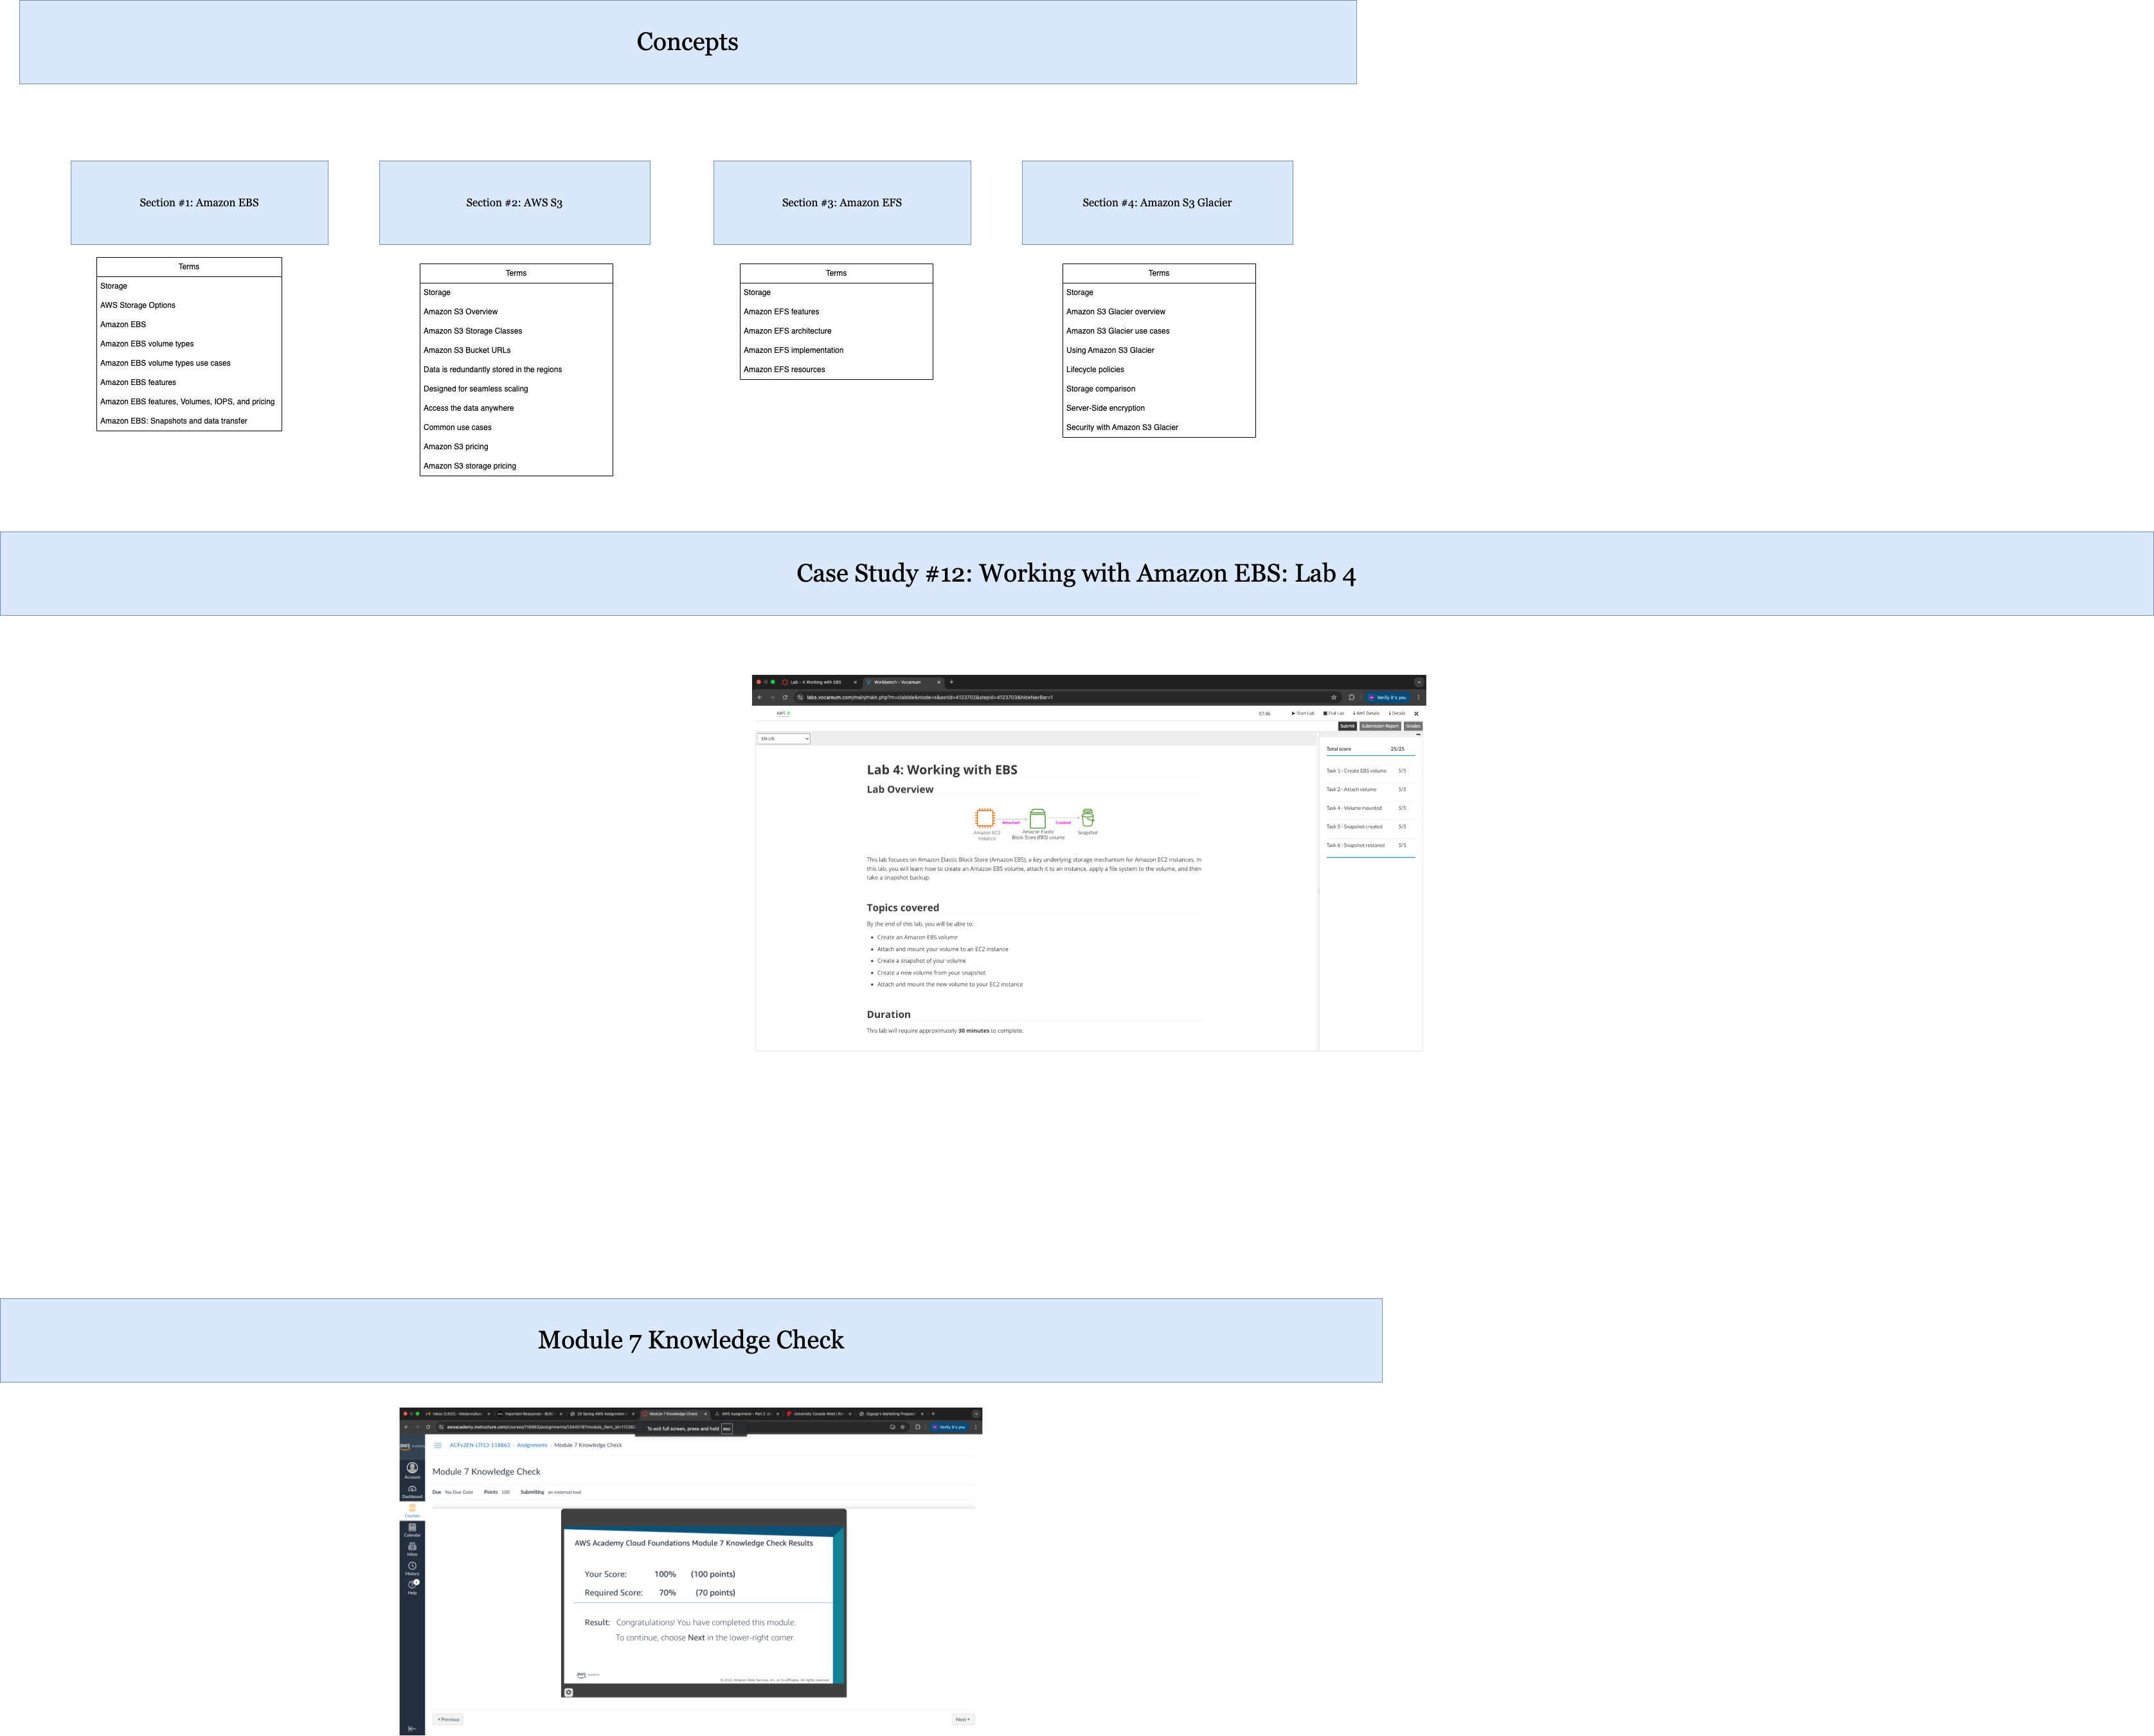 Concepts
Section #1: Amazon EBS
Section #2: AWS S3
Section #3: Amazon EFS
Section #4: Amazon S3 Glacier
Terms
Storage
AWS Storage Options
Amazon EBS
Amazon EBS volume types
Amazon EBS volume types use cases
Amazon EBS features
Amazon EBS features, Volumes, IOPS, and pricing
Amazon EBS: Snapshots and data transfer
Terms
Storage
Amazon S3 Overview
Amazon S3 Storage Classes
Amazon S3 Bucket URLs
Data is redundantly stored in the regions
Designed for seamless scaling
Access the data anywhere
Common use cases
Amazon S3 pricing
Amazon S3 storage pricing
Terms
Storage
Amazon EFS features
Amazon EFS architecture
Amazon EFS implementation
Amazon EFS resources
Terms
Storage
Amazon S3 Glacier overview
Amazon S3 Glacier use cases
Using Amazon S3 Glacier
Lifecycle policies
Storage comparison
Server-Side encryption
Security with Amazon S3 Glacier
Case Study #12: Working with Amazon EBS: Lab 4
Lab - 4 Working with EBS
Workbench - Vocareum
labs.vocareum.com/main/main.php?m=clabide&mode=s&asnid=4123702&stepid=4123703&hideNavBar=1
Verify it's you
AWS
07:46
Start Lab
End Lab
AWS Details
Details
Submit
Submission Report
Grades
EN-US
Total score 25/25
Task 1 - Create EBS volume 5/5
Task 2 - Attach volume 5/5
Task 4 - Volume mounted 5/5
Task 5 - Snapshot created 5/5
Task 6 - Snapshot restored 5/5
Lab 4: Working with EBS
Lab Overview
Attached
Created
Amazon EC2
instance
Amazon Elastic
Block Store (EBS) volume
Snapshot
This lab focuses on Amazon Elastic Block Store (Amazon EBS), a key underlying storage mechanism for Amazon EC2 instances. In
this lab, you will learn how to create an Amazon EBS volume, attach it to an instance, apply a file system to the volume, and then
take a snapshot backup.
Topics covered
By the end of this lab, you will be able to:
• Create an Amazon EBS volume
• Attach and mount your volume to an EC2 instance
• Create a snapshot of your volume
• Create a new volume from your snapshot
• Attach and mount the new volume to your EC2 instance
Duration
This lab will require approximately 30 minutes to complete.
Module 7 Knowledge Check
Important Resources - BUSI
25 Spring AWS Assignment
Module 7 Knowledge Check
AWS Assignment - Part 2
University Canada West
Signup's Marketing Proposal
To exit full screen, press and hold esc
Verify it's you
aws
ACFv2EN-LTI13-118863 › Assignments › Module 7 Knowledge Check
Account
Dashboard
Courses
Calendar
Inbox
History
Help
Module 7 Knowledge Check
Due No Due Date Points 100 Submitting an external tool
AWS Academy Cloud Foundations Module 7 Knowledge Check Results
Your Score: 100% (100 points)
Required Score: 70% (70 points)
Result: Congratulations! You have completed this module.
To continue, choose Next in the lower-right corner.
aws academy
© 2022 Amazon Web Services, Inc. or its affiliates. All rights reserved.
Previous
Next